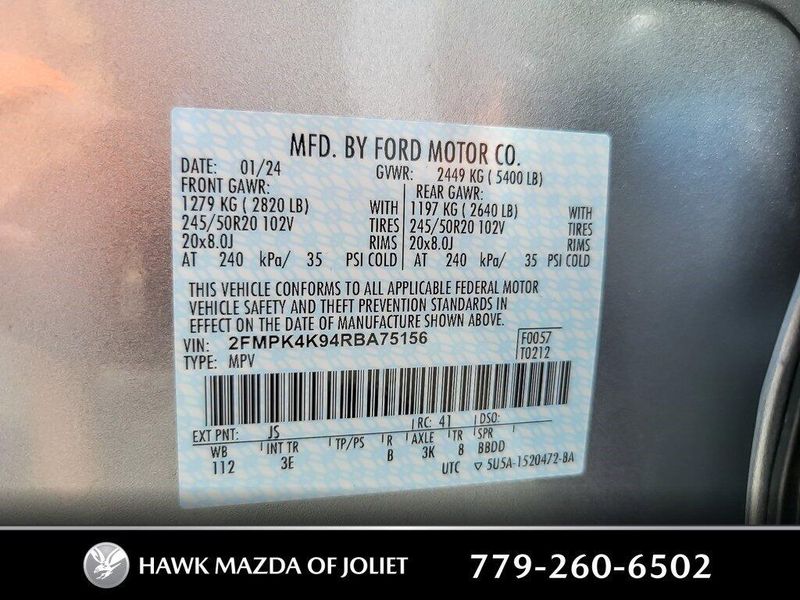 MFD. BY FORD MOTOR CO.
DATE: 01/24 GVWR: 2449 KG ( 5400 LB)
FRONT GAWR: REAR GAWR:
1279 KG ( 2820 LB) WITH 1197 KG ( 2640 LB) WITH
245/50R20 102V TIRES 245/50R20 102V TIRES
20x8.0J RIMS 20x8.0J RIMS
AT 240 kPa/ 35 PSI COLD AT 240 kPa/ 35 PSI COLD
THIS VEHICLE CONFORMS TO ALL APPLICABLE FEDERAL MOTOR
VEHICLE SAFETY AND THEFT PREVENTION STANDARDS IN
EFFECT ON THE DATE OF MANUFACTURE SHOWN ABOVE.
VIN: 2FMPK4K94RBA75156 F0057
TYPE: MPV T0212
EXT PNT: JS RC: 41 DSO:
WB INT TR TP/PS R AXLE TR SPR
112 3E B 3K 8 BBDD
UTC ▽ 5U5A-1520472-BA
HAWK MAZDA OF JOLIET 779-260-6502